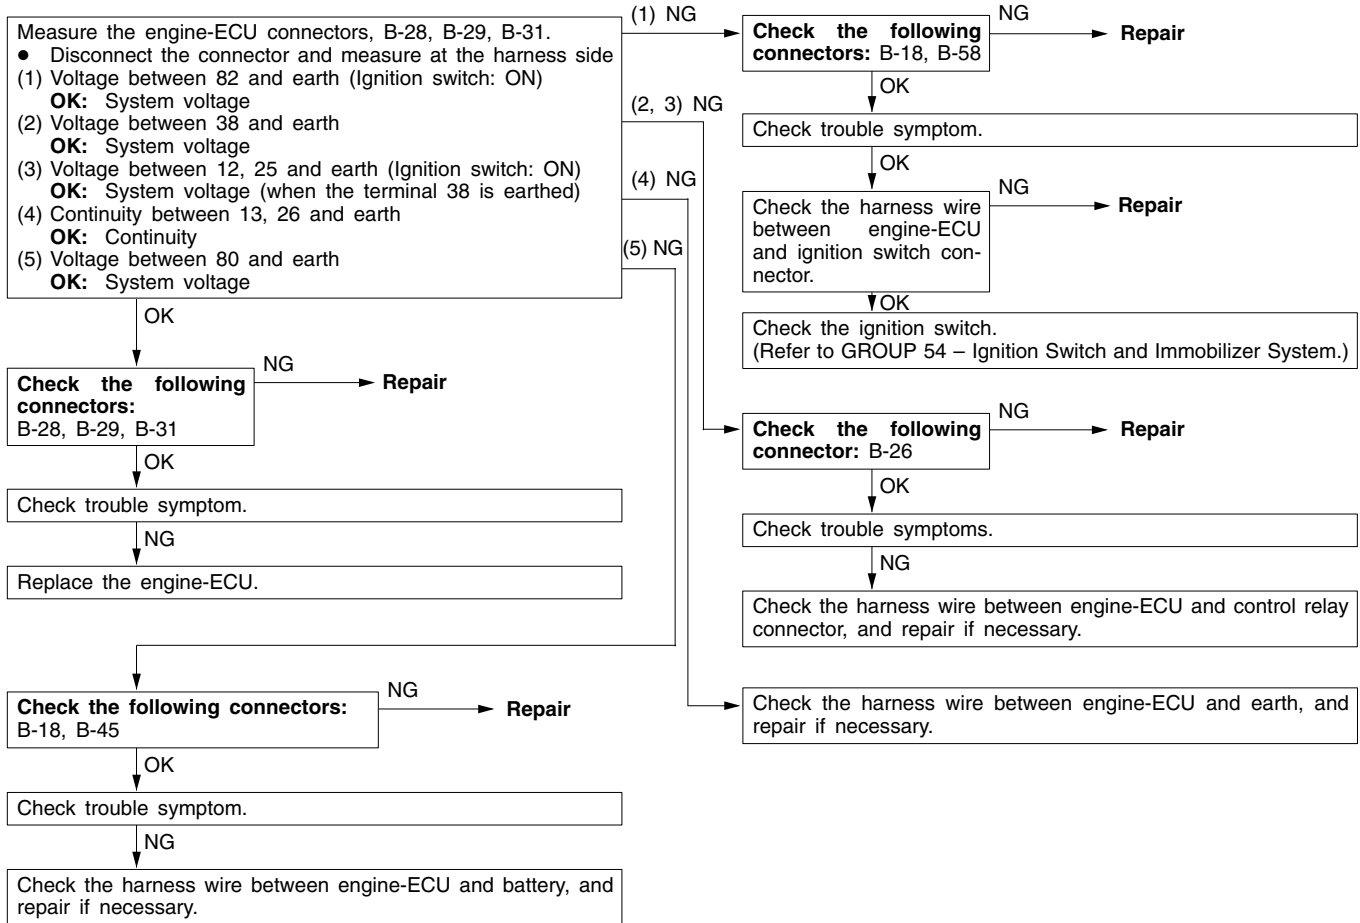 Measure the engine-ECU connectors, B-28, B-29, B-31.
● Disconnect the connector and measure at the harness side
(1) Voltage between 82 and earth (Ignition switch: ON)
OK: System voltage
(2) Voltage between 38 and earth
OK: System voltage
(3) Voltage between 12, 25 and earth (Ignition switch: ON)
OK: System voltage (when the terminal 38 is earthed)
(4) Continuity between 13, 26 and earth
OK: Continuity
(5) Voltage between 80 and earth
OK: System voltage
(1) NG
(2, 3) NG
(4) NG
(5) NG
OK
Check the following
connectors:
B-28, B-29, B-31
NG
Repair
OK
Check trouble symptom.
NG
Replace the engine-ECU.
Check the following connectors:
B-18, B-45
NG
Repair
OK
Check trouble symptom.
NG
Check the harness wire between engine-ECU and battery, and
repair if necessary.
Check the following
connectors: B-18, B-58
NG
Repair
OK
Check trouble symptom.
OK
Check the harness wire
between engine-ECU
and ignition switch con-
nector.
NG
Repair
OK
Check the ignition switch.
(Refer to GROUP 54 – Ignition Switch and Immobilizer System.)
Check the following
connector: B-26
NG
Repair
OK
Check trouble symptoms.
NG
Check the harness wire between engine-ECU and control relay
connector, and repair if necessary.
Check the harness wire between engine-ECU and earth, and
repair if necessary.